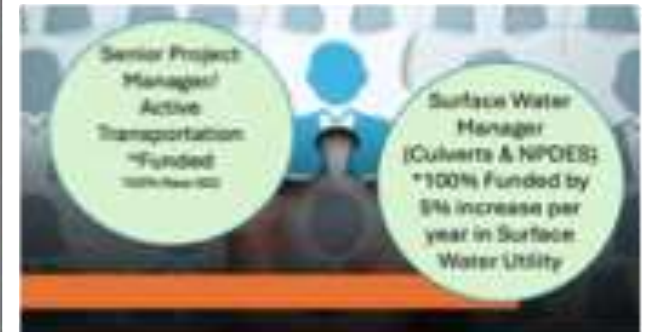 Senior Project
Manager/
Active
Transportation
*Funded
Surface Water
Manager
(Culverts & NPDES)
*100% Funded by
5% increase per
year in Surface
Water Utility